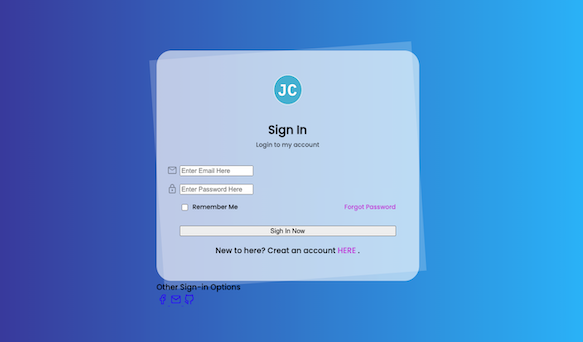 JC
Sign In
Login to my account
Enter Email Here
Enter Password Here
Remember Me Forgot Password
Sigh In Now
New to here? Creat an account HERE .
Other Sign-in Options